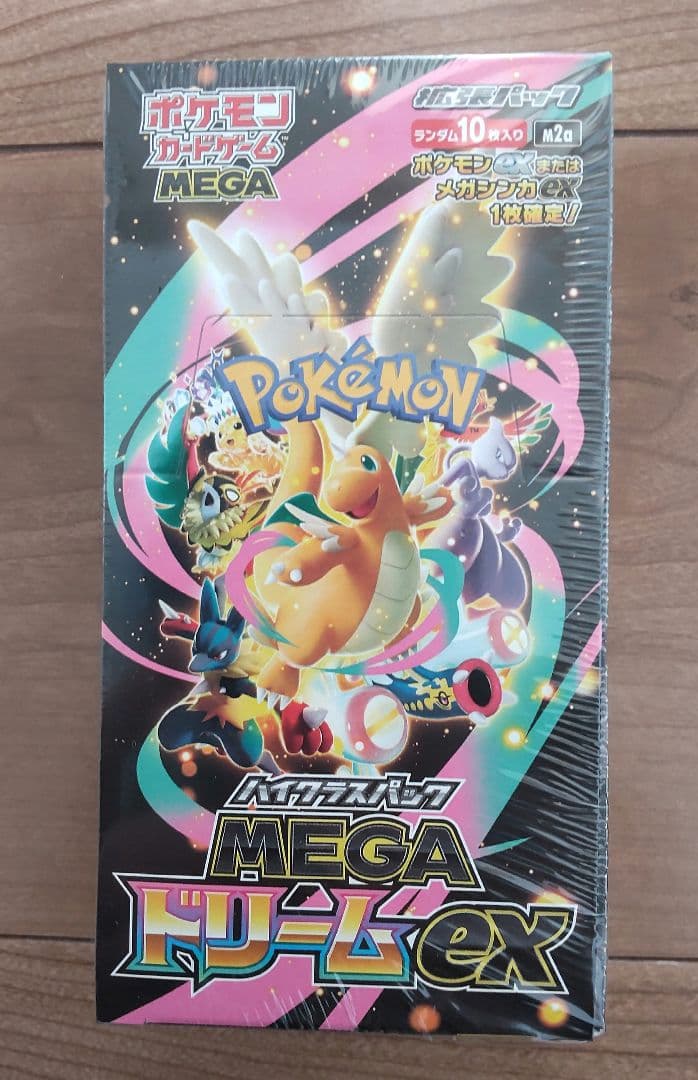 ポケモン
カードゲーム™
MEGA
拡張パック
ランダム10枚入り
M2a
ポケモンexまたは
メガシンカex
1枚確定!
POKéMON™
ハイクラスパック
MEGA
ドリームex